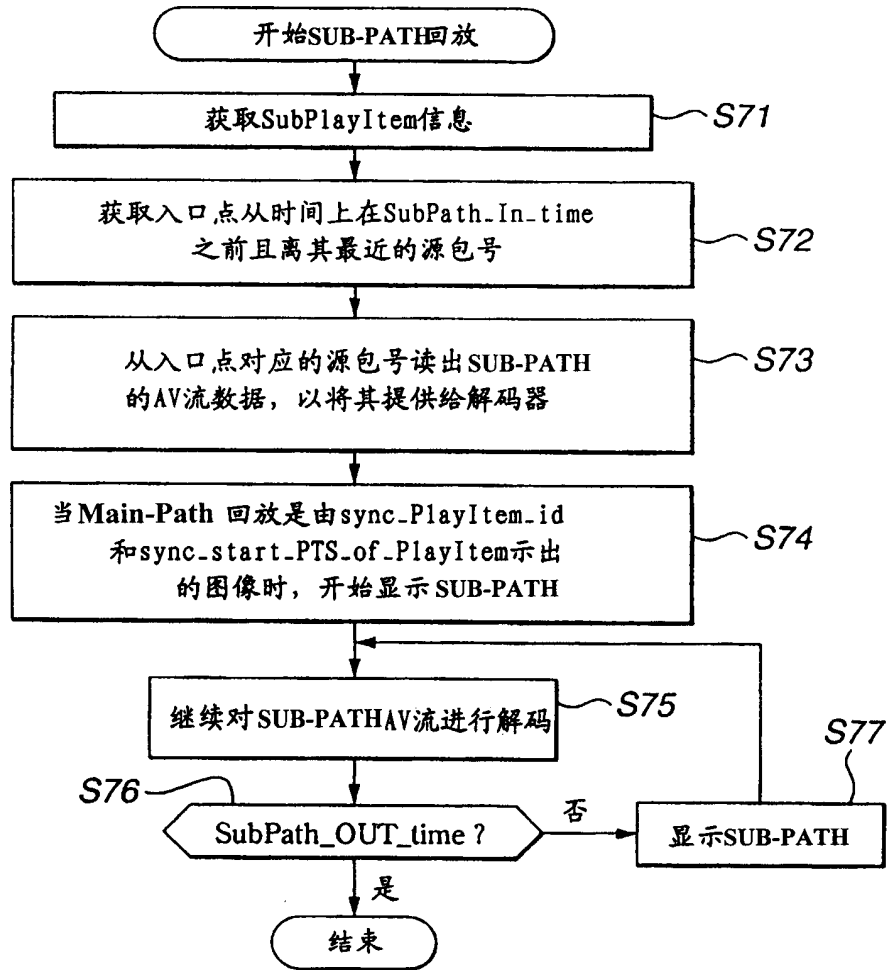 开始SUB-PATH回放
获取SubPlayItem信息
S71
获取入口点从时间上在SubPath_In_time
之前且离其最近的源包号
S72
从入口点对应的源包号读出SUB-PATH
的AV流数据，以将其提供给解码器
S73
当Main-Path 回放是由sync_PlayItem_id
和sync_start_PTS_of_PlayItem示出
的图像时，开始显示SUB-PATH
S74
继续对SUB-PATHAV流进行解码
S75
S76
SubPath_OUT_time？
否
S77
显示SUB-PATH
是
结束